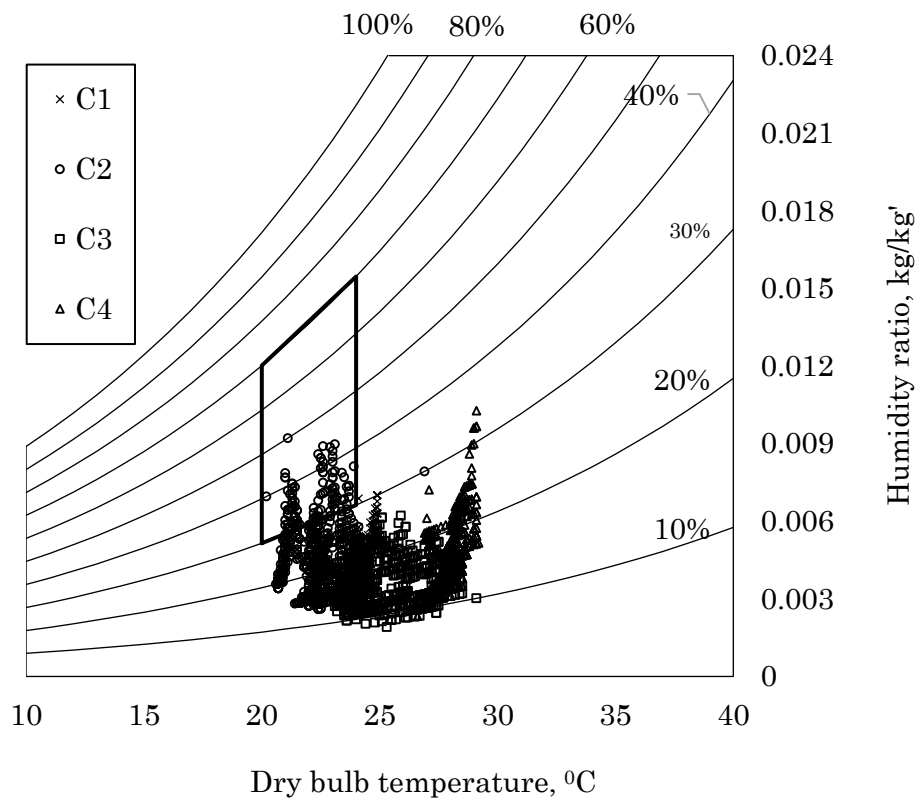 100%
80%
60%
40%
30%
20%
10%
C1
C2
C3
C4
0.024
0.021
0.018
0.015
0.012
0.009
0.006
0.003
0
Humidity ratio, kg/kg'
10 15 20 25 30 35 40
Dry bulb temperature, ⁰C